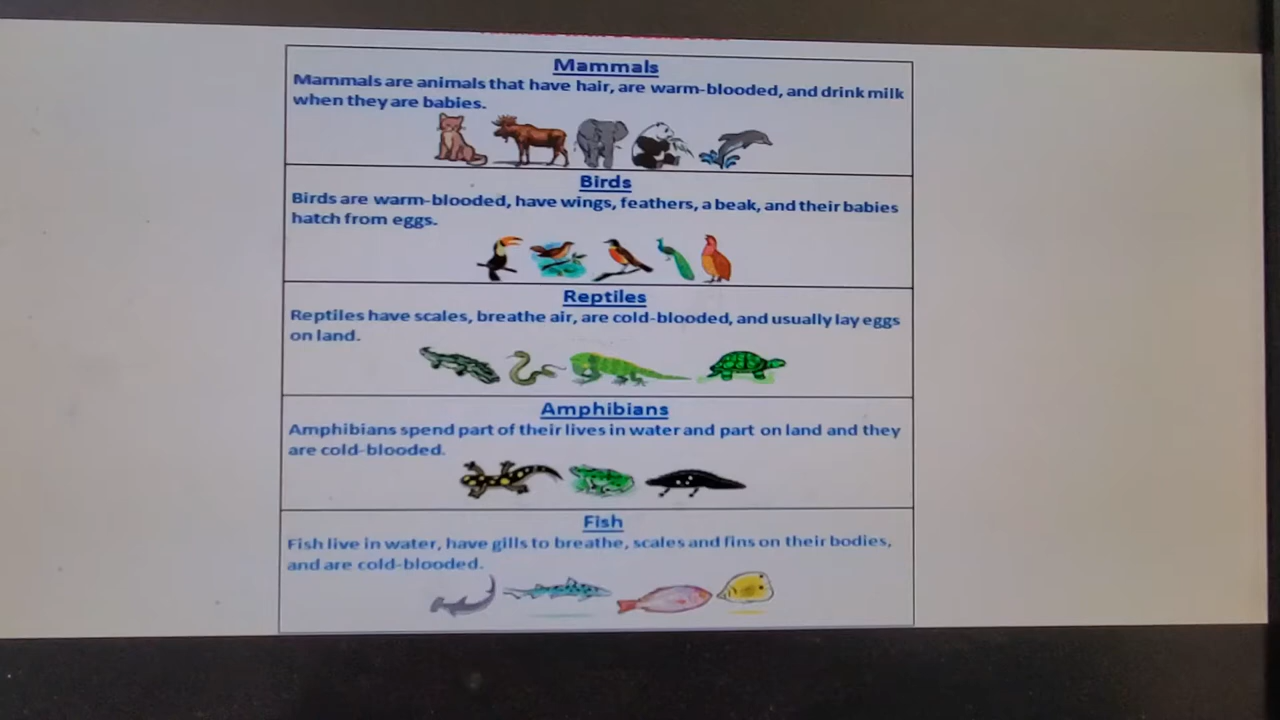 Mammals
Mammals are animals that have hair, are warm-blooded, and drink milk
when they are babies.
Birds
Birds are warm-blooded, have wings, feathers, a beak, and their babies
hatch from eggs.
Reptiles
Reptiles have scales, breathe air, are cold-blooded, and usually lay eggs
on land.
Amphibians
Amphibians spend part of their lives in water and part on land and they
are cold-blooded.
Fish
Fish live in water, have gills to breathe, scales and fins on their bodies,
and are cold-blooded.